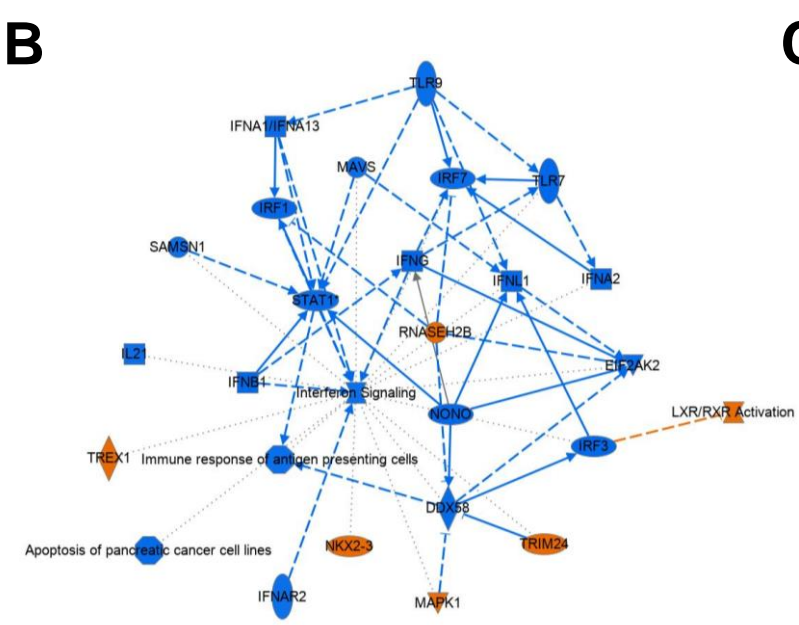 B
C
TLR9
IFNA1/IFNA13
MAVS
IRF7
TLR7
IRF1
SAMSN1
IFNG
IFNL1
IFNA2
STAT1*
RNASEH2B
IL21
EIF2AK2
IFNB1
Interferon Signaling
NONO
LXR/RXR Activation
IRF3
TREX1
Immune response of antigen presenting cells
DDX58
Apoptosis of pancreatic cancer cell lines
NKX2-3
TRIM24
IFNAR2
MAPK1